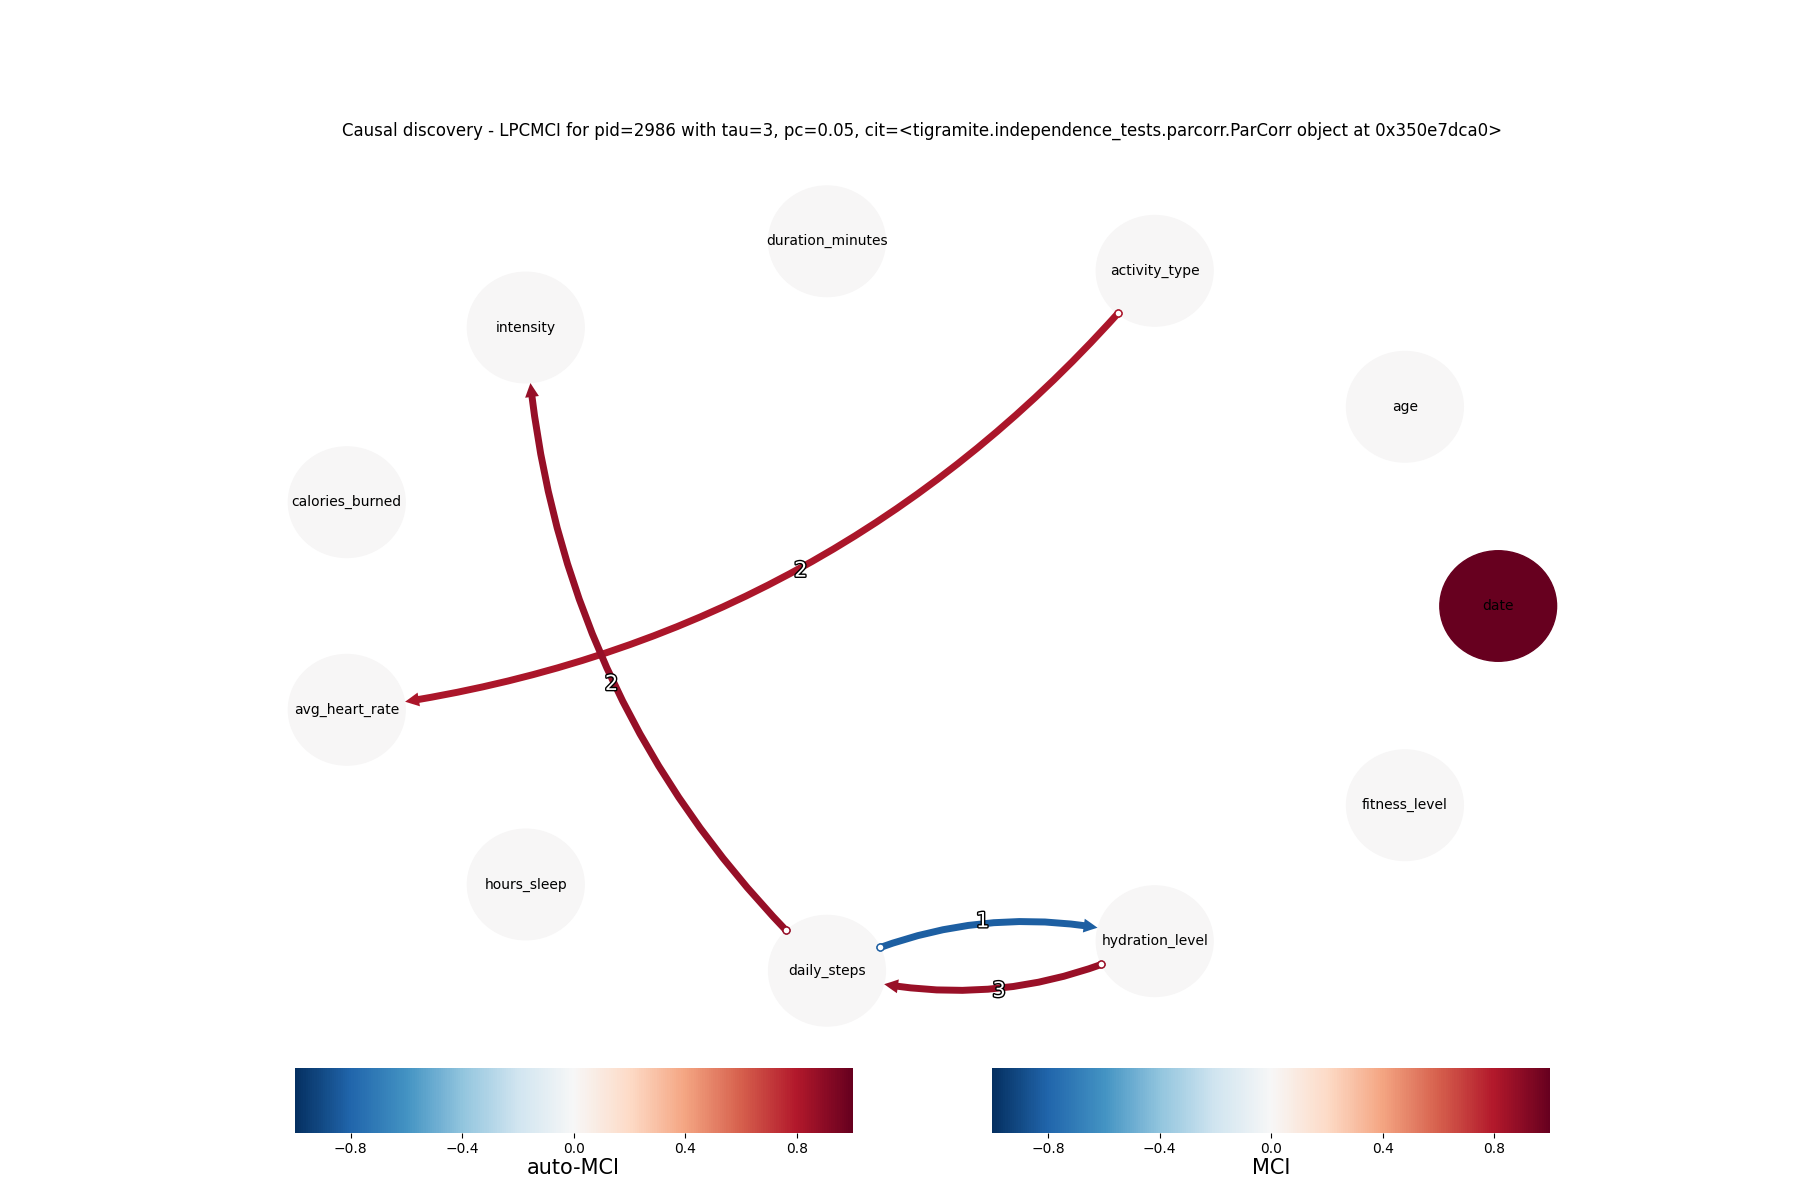 Causal discovery - LPCMCI for pid=2986 with tau=3, pc=0.05, cit=<tigramite.independence_tests.parcorr.ParCorr object at 0x350e7dca0>
duration_minutes
activity_type
intensity
age
calories_burned
2
date
2
avg_heart_rate
fitness_level
hours_sleep
1
hydration_level
daily_steps
3
−0.8 −0.4 0.0 0.4 0.8
auto-MCI
−0.8 −0.4 0.0 0.4 0.8
MCI